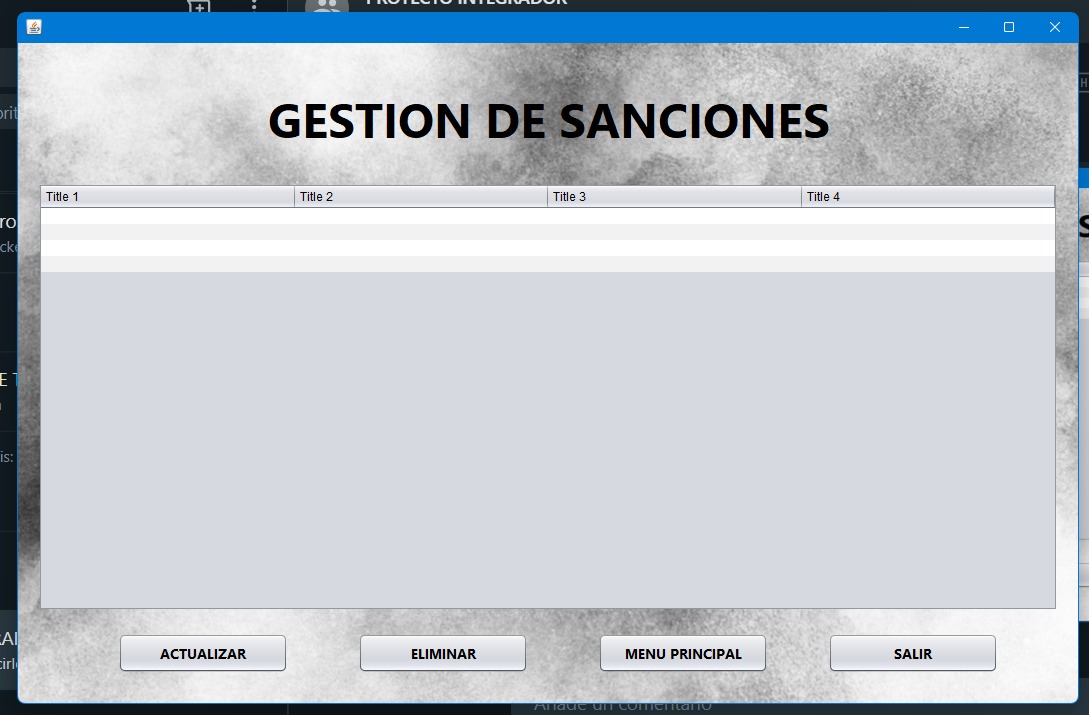 PROYECTO INTEGRADOR
GESTION DE SANCIONES
Title 1 Title 2 Title 3 Title 4
ACTUALIZAR ELIMINAR MENU PRINCIPAL SALIR
Añade un comentario